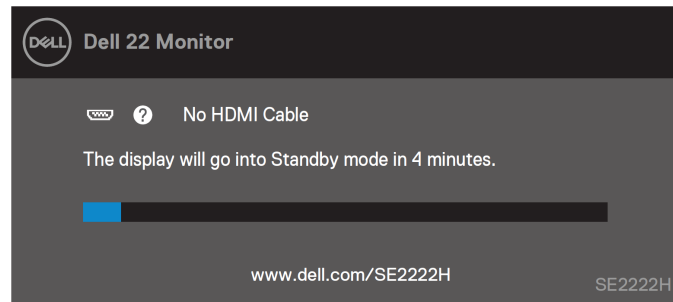 DELL Dell 22 Monitor
? No HDMI Cable
The display will go into Standby mode in 4 minutes.
www.dell.com/SE2222H
SE2222H